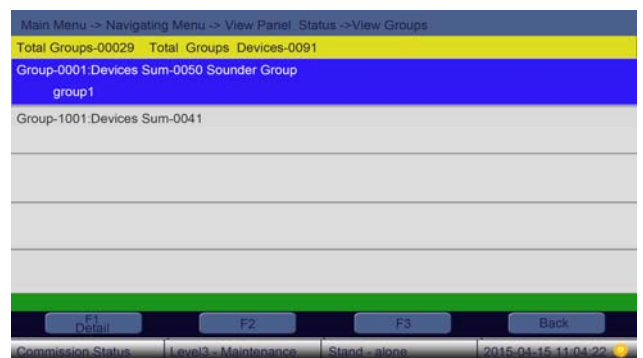 Main Menu -> Navigating Menu -> View Panel Status ->View Groups
Total Groups-00029 Total Groups Devices-0091
Group-0001:Devices Sum-0050 Sounder Group
group1
Group-1001:Devices Sum-0041
F1
Detail
F2
F3
Back
Commission Status
Level3 - Maintenance
Stand - alone
2015-04-15 11:04:22